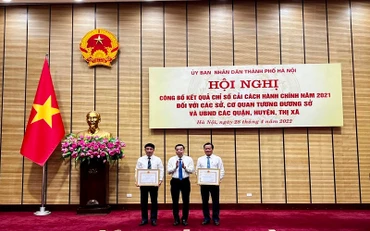 ỦY BAN NHÂN DÂN THÀNH PHỐ HÀ NỘI
HỘI NGHỊ
CÔNG BỐ KẾT QUẢ CHỈ SỐ CẢI CÁCH HÀNH CHÍNH NĂM 2021
ĐỐI VỚI CÁC SỞ, CƠ QUAN TƯƠNG ĐƯƠNG SỞ
VÀ UBND CÁC QUẬN, HUYỆN, THỊ XÃ
Hà Nội, ngày 28 tháng 4 năm 2022